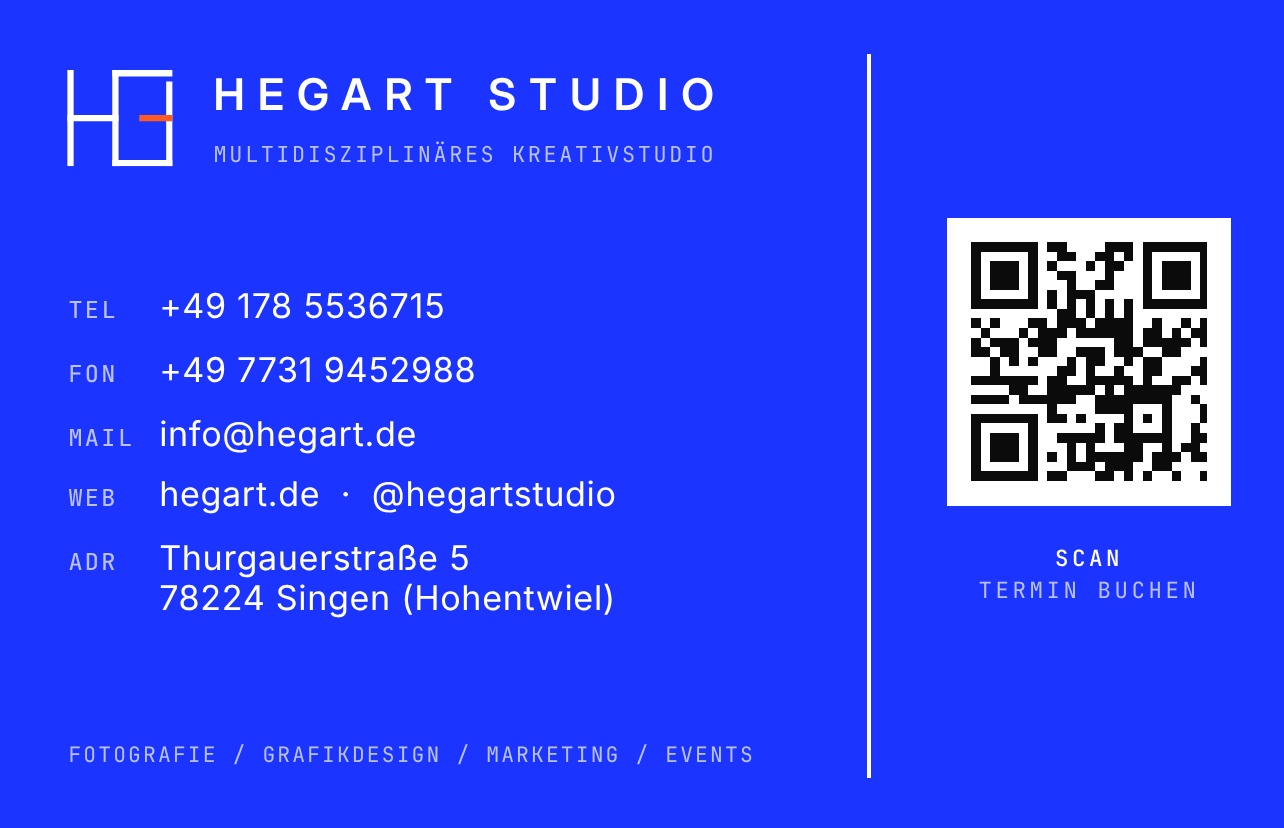 HG
HEGART STUDIO
MULTIDISZIPLINÄRES KREATIVSTUDIO
TEL +49 178 5536715
FON +49 7731 9452988
MAIL info@hegart.de
WEB hegart.de · @hegartstudio
ADR Thurgauerstraße 5
78224 Singen (Hohentwiel)
FOTOGRAFIE / GRAFIKDESIGN / MARKETING / EVENTS
SCAN
TERMIN BUCHEN